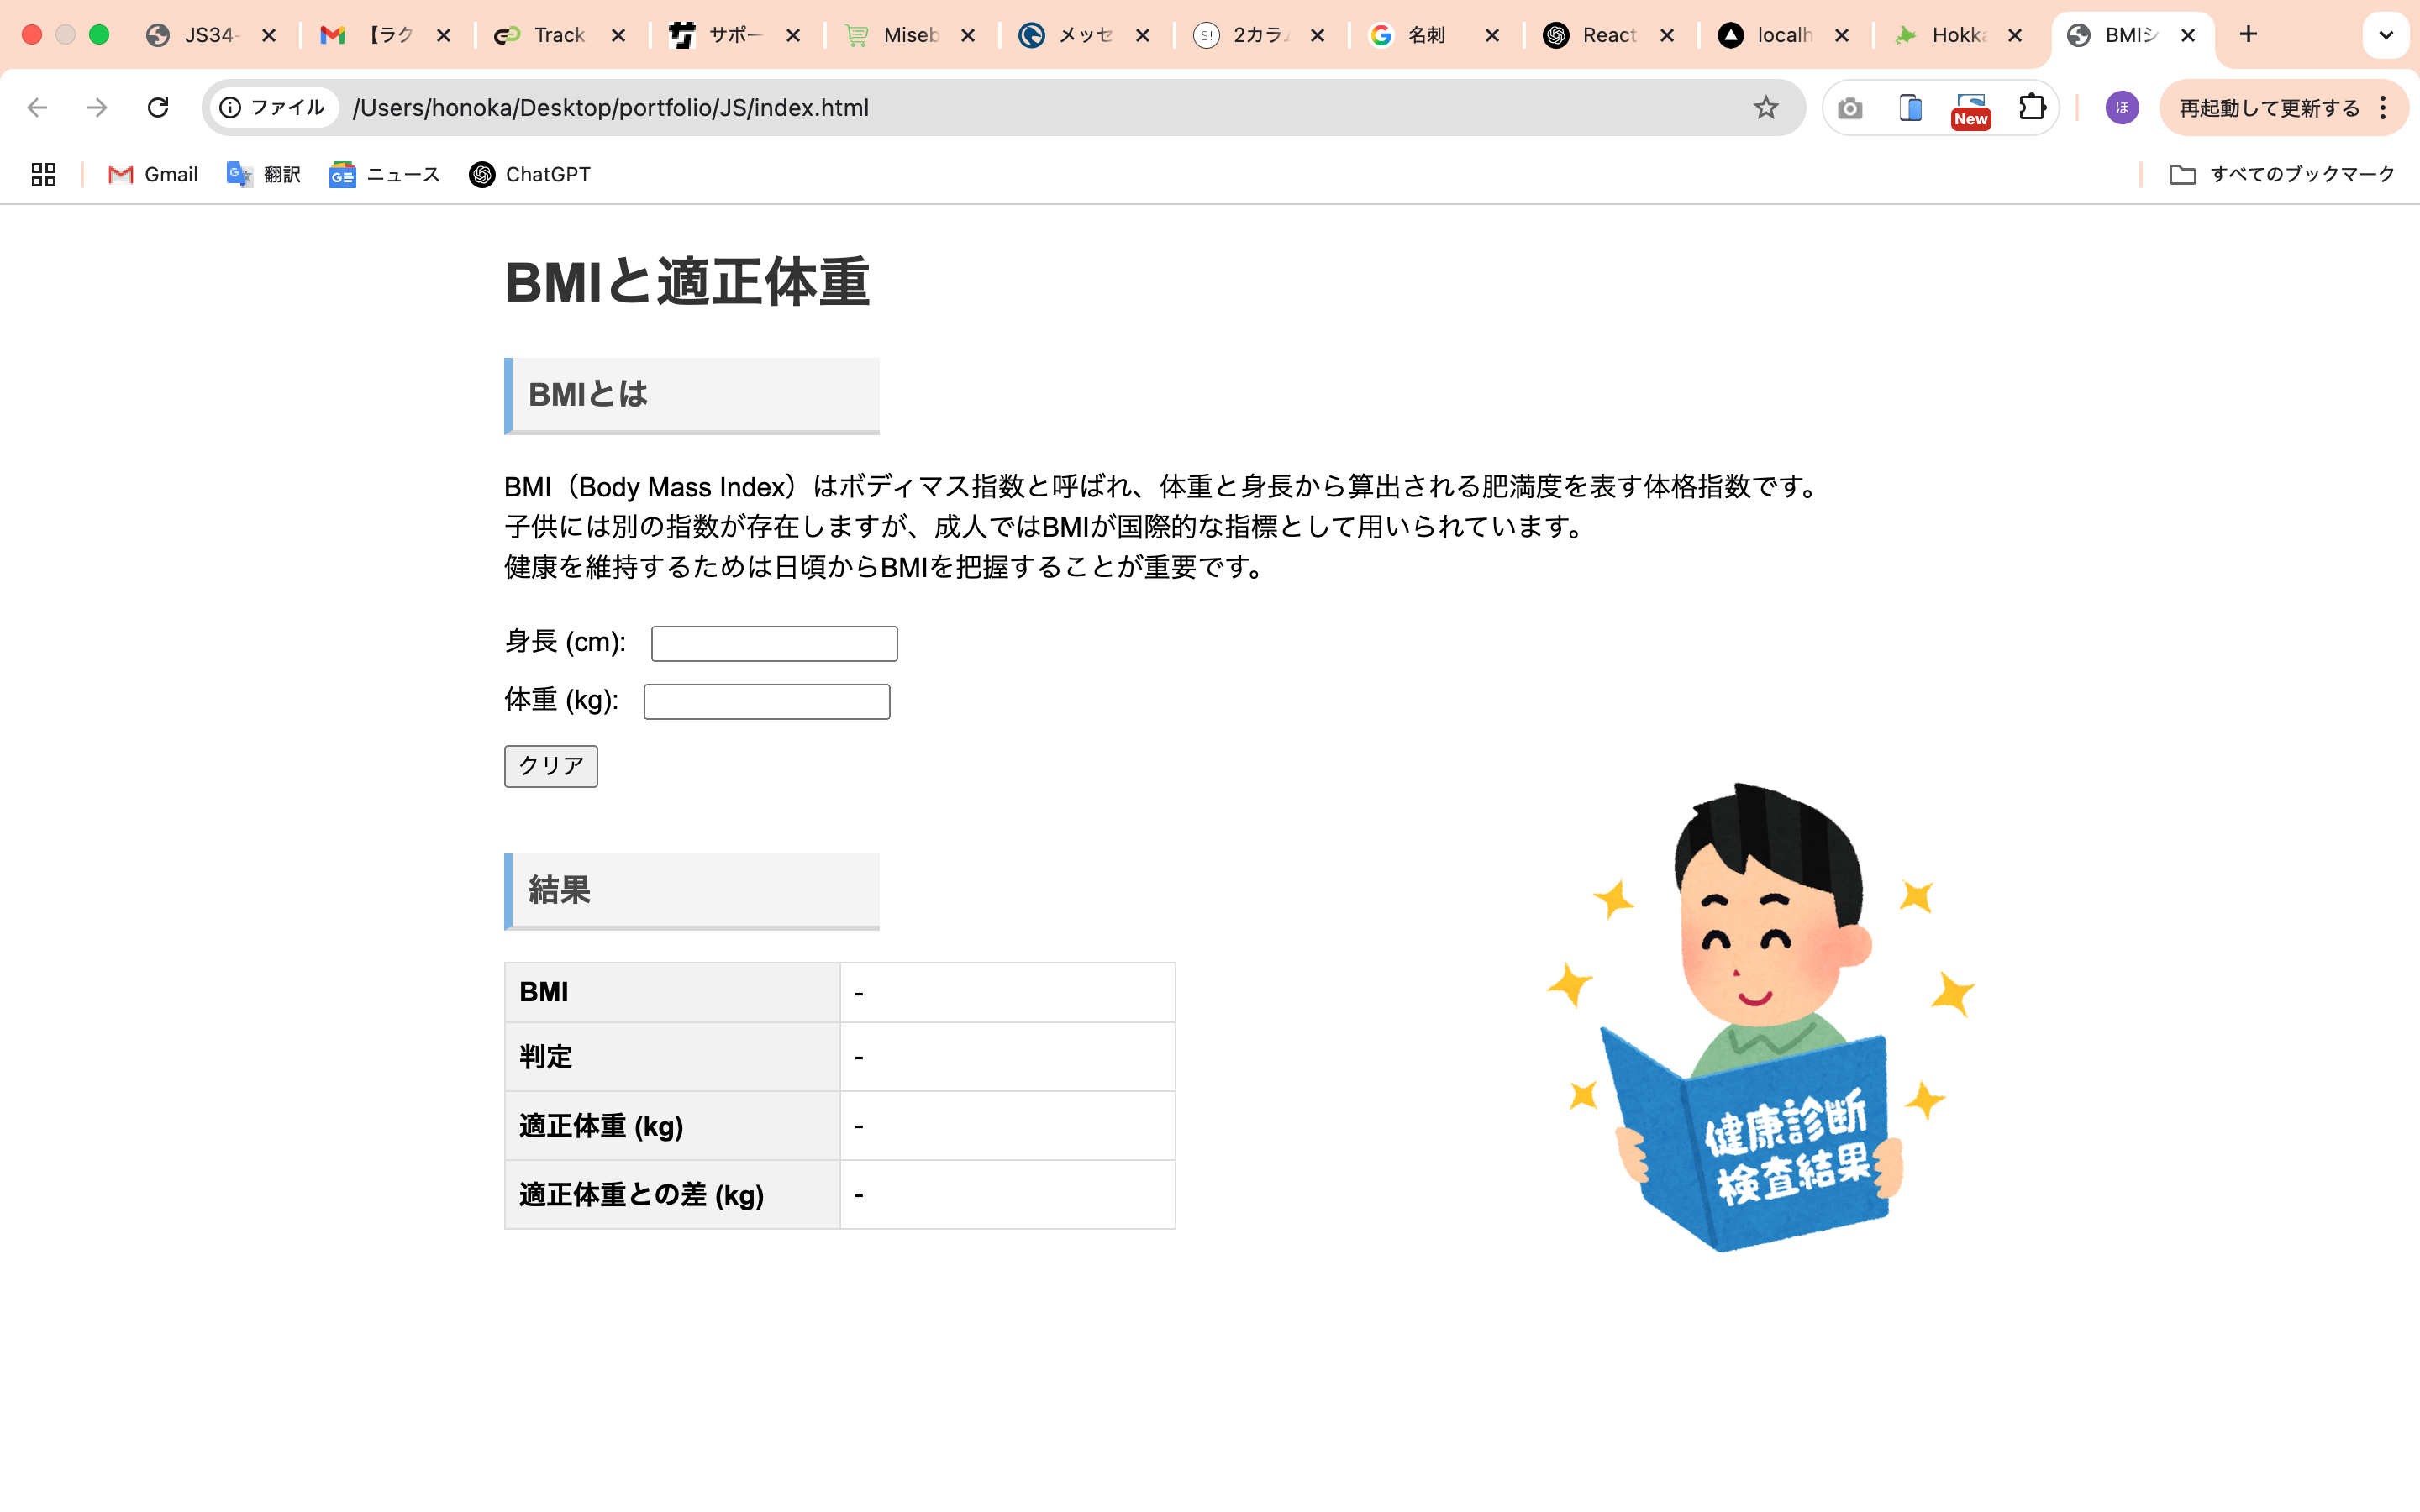 JS34-
【ラク
Track
サポー
Miseb
メッセ
2カラ
名刺
React
localh
Hokka
BMIシ
ファイル
/Users/honoka/Desktop/portfolio/JS/index.html
New
ほ
再起動して更新する
Gmail
翻訳
ニュース
ChatGPT
すべてのブックマーク
BMIと適正体重
BMIとは
BMI（Body Mass Index）はボディマス指数と呼ばれ、体重と身長から算出される肥満度を表す体格指数です。
子供には別の指数が存在しますが、成人ではBMIが国際的な指標として用いられています。
健康を維持するためは日頃からBMIを把握することが重要です。
身長 (cm):
体重 (kg):
クリア
結果
BMI -
判定 -
適正体重 (kg) -
適正体重との差 (kg) -
健康診断
検査結果